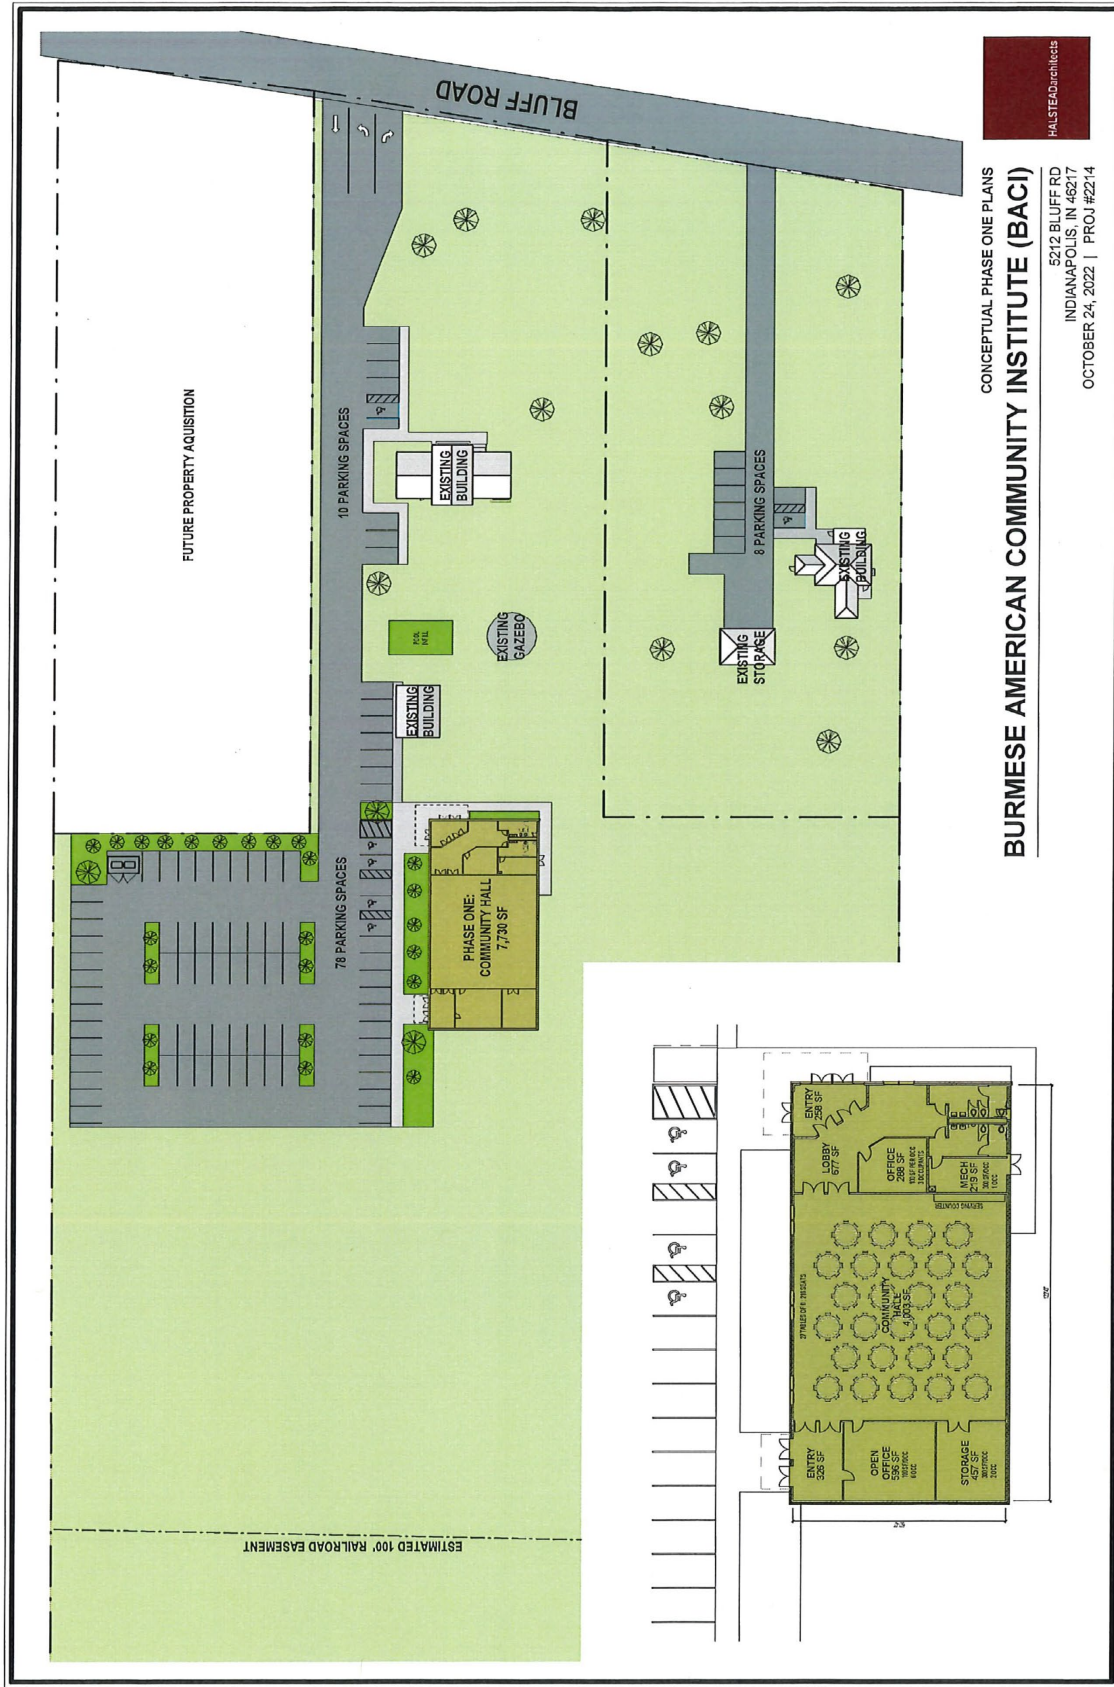 BLUFF ROAD
FUTURE PROPERTY AQUISITION
10 PARKING SPACES
EXISTING
BUILDING
8 PARKING SPACES
EXISTING
BUILDING
EXISTING
STORAGE
EXISTING
GAZEBO
POOL
EXISTING
BUILDING
78 PARKING SPACES
PHASE ONE:
COMMUNITY HALL
7,730 SF
ESTIMATED 100' RAILROAD EASEMENT
HALSTEADarchitects
CONCEPTUAL PHASE ONE PLANS
BURMESE AMERICAN COMMUNITY INSTITUTE (BACI)
5212 BLUFF RD
INDIANAPOLIS, IN 46217
OCTOBER 24, 2022 | PROJ #2214
ENTRY
258 SF
LOBBY
677 SF
OFFICE
288 SF
MECH
219 SF
SERVING COUNTER
COMMUNITY
HALL
4,003 SF
ENTRY
326 SF
OPEN
OFFICE
596 SF
STORAGE
457 SF